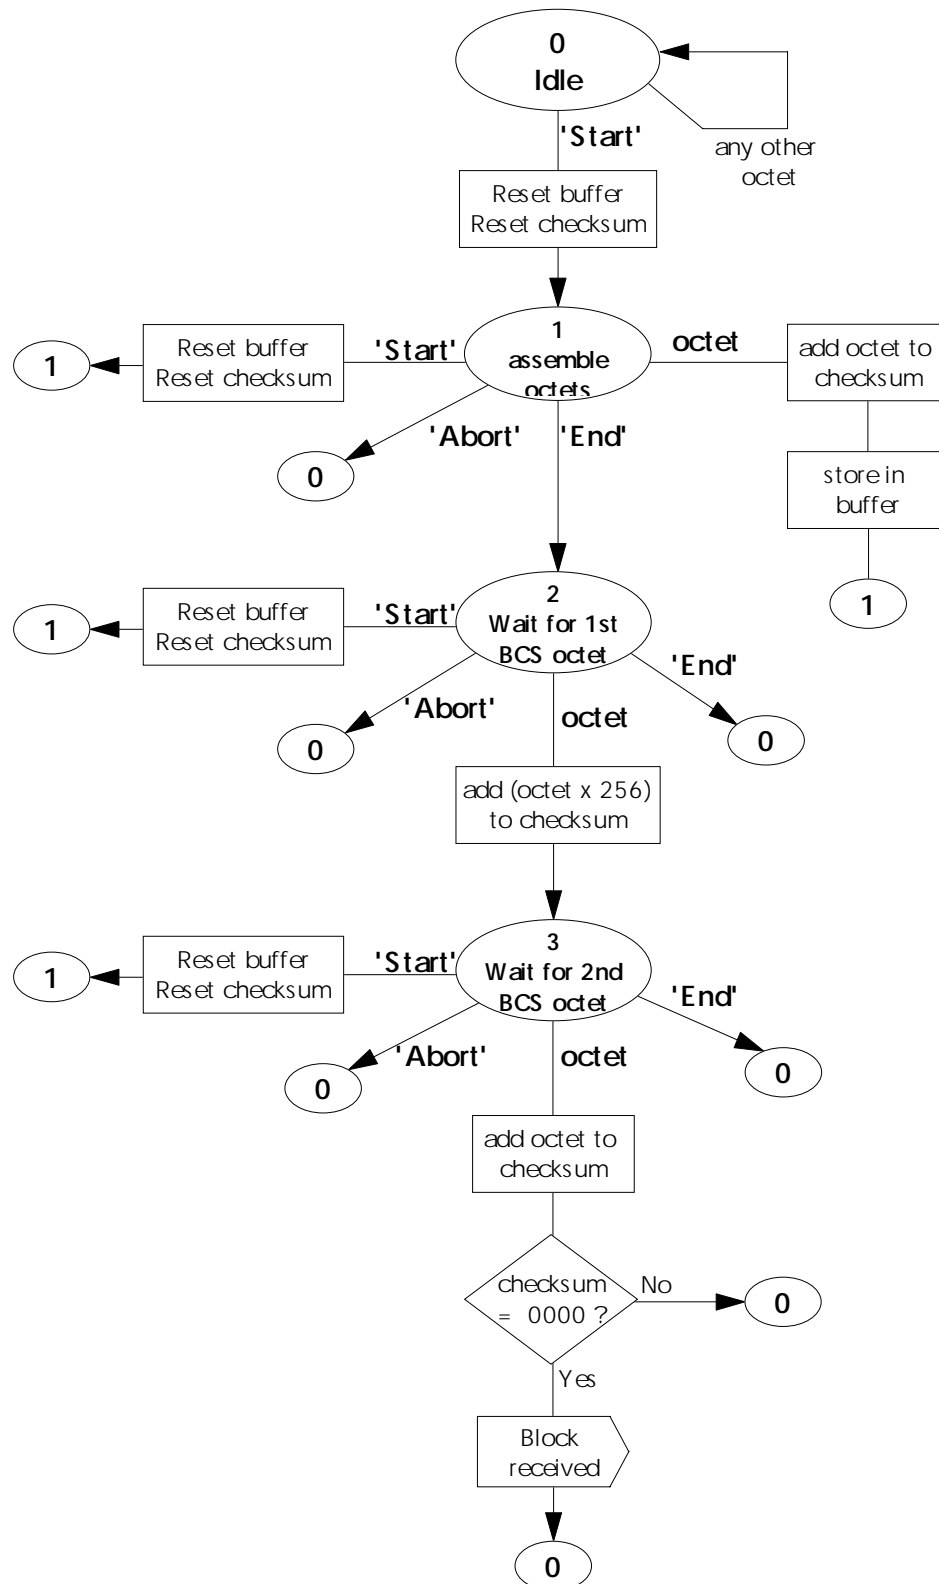 0
Idle
'Start'
any other
octet
Reset buffer
Reset checksum
1
assemble
octets
'Start'
Reset buffer
Reset checksum
1
octet
add octet to
checksum
store in
buffer
1
'Abort'
0
'End'
2
Wait for 1st
BCS octet
'Start'
Reset buffer
Reset checksum
1
'Abort'
0
octet
'End'
0
add (octet x 256)
to checksum
3
Wait for 2nd
BCS octet
'Start'
Reset buffer
Reset checksum
1
'Abort'
0
octet
'End'
0
add octet to
checksum
checksum
= 0000 ?
No
0
Yes
Block
received
0